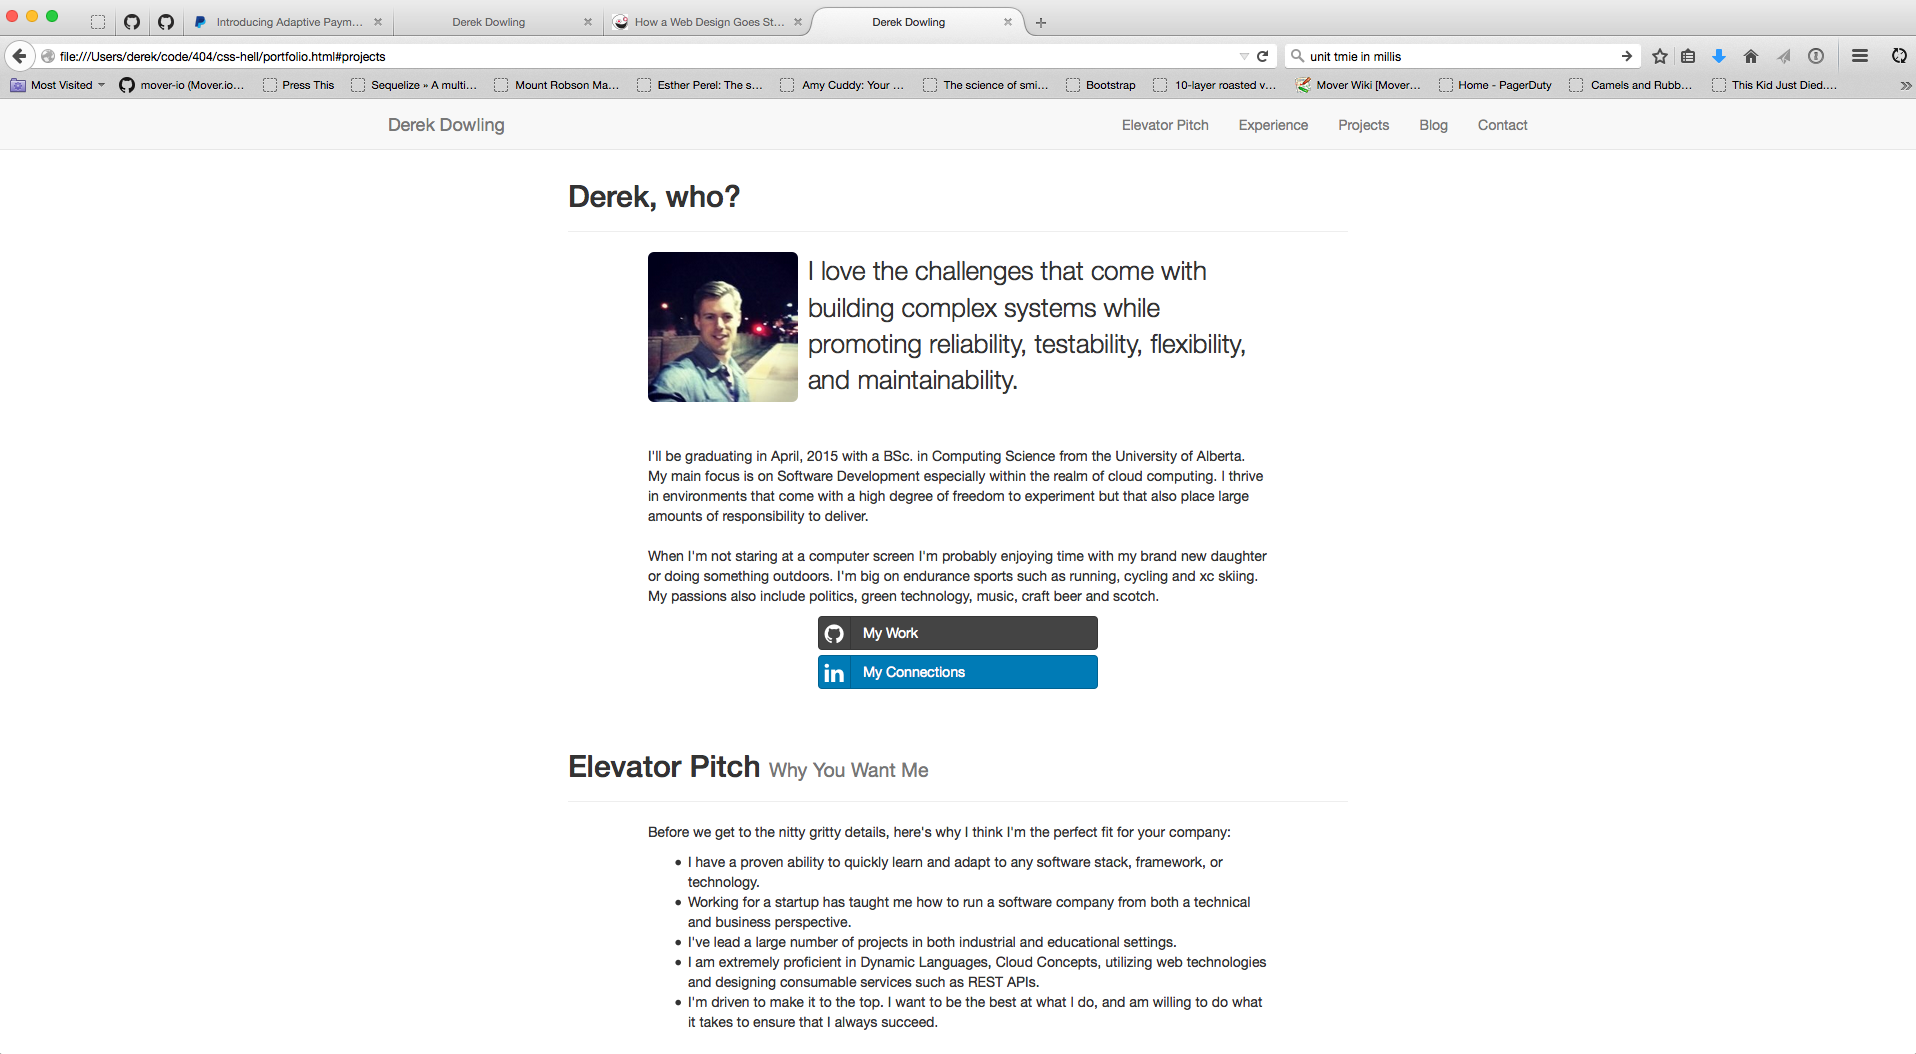 Introducing Adaptive Paym...
Derek Dowling
How a Web Design Goes St...
Derek Dowling
file:///Users/derek/code/404/css-hell/portfolio.html#projects
unit tmie in millis
Most Visited
mover-io (Mover.io...
Press This
Sequelize » A multi...
Mount Robson Ma...
Esther Perel: The s...
Amy Cuddy: Your ...
The science of smi...
Bootstrap
10-layer roasted v...
Mover Wiki [Mover...
Home - PagerDuty
Camels and Rubb...
This Kid Just Died....
Derek Dowling
Elevator Pitch
Experience
Projects
Blog
Contact
Derek, who?
I love the challenges that come with
building complex systems while
promoting reliability, testability, flexibility,
and maintainability.
I'll be graduating in April, 2015 with a BSc. in Computing Science from the University of Alberta.
My main focus is on Software Development especially within the realm of cloud computing. I thrive
in environments that come with a high degree of freedom to experiment but that also place large
amounts of responsibility to deliver.
When I'm not staring at a computer screen I'm probably enjoying time with my brand new daughter
or doing something outdoors. I'm big on endurance sports such as running, cycling and xc skiing.
My passions also include politics, green technology, music, craft beer and scotch.
My Work
in My Connections
Elevator Pitch Why You Want Me
Before we get to the nitty gritty details, here's why I think I'm the perfect fit for your company:
• I have a proven ability to quickly learn and adapt to any software stack, framework, or
technology.
• Working for a startup has taught me how to run a software company from both a technical
and business perspective.
• I've lead a large number of projects in both industrial and educational settings.
• I am extremely proficient in Dynamic Languages, Cloud Concepts, utilizing web technologies
and designing consumable services such as REST APIs.
• I'm driven to make it to the top. I want to be the best at what I do, and am willing to do what
it takes to ensure that I always succeed.